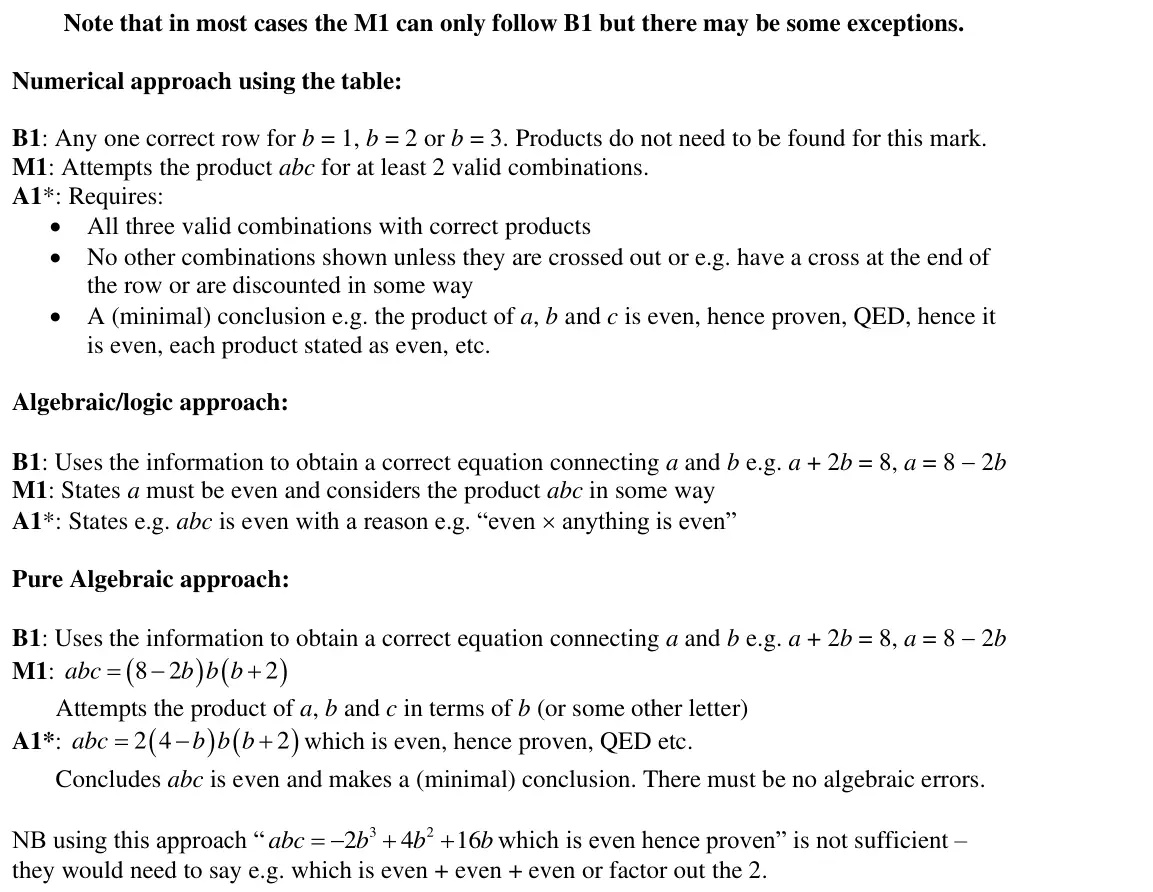 Note that in most cases the M1 can only follow B1 but there may be some exceptions.
Numerical approach using the table:
B1: Any one correct row for b = 1, b = 2 or b = 3. Products do not need to be found for this mark.
M1: Attempts the product abc for at least 2 valid combinations.
A1*: Requires:
• All three valid combinations with correct products
• No other combinations shown unless they are crossed out or e.g. have a cross at the end of
the row or are discounted in some way
• A (minimal) conclusion e.g. the product of a, b and c is even, hence proven, QED, hence it
is even, each product stated as even, etc.
Algebraic/logic approach:
B1: Uses the information to obtain a correct equation connecting a and b e.g. a + 2b = 8, a = 8 – 2b
M1: States a must be even and considers the product abc in some way
A1*: States e.g. abc is even with a reason e.g. “even × anything is even”
Pure Algebraic approach:
B1: Uses the information to obtain a correct equation connecting a and b e.g. a + 2b = 8, a = 8 – 2b
M1: abc = (8 – 2b)b(b + 2)
Attempts the product of a, b and c in terms of b (or some other letter)
A1*: abc = 2(4 – b)b(b + 2) which is even, hence proven, QED etc.
Concludes abc is even and makes a (minimal) conclusion. There must be no algebraic errors.
NB using this approach “ abc = –2b³ + 4b² + 16b which is even hence proven” is not sufficient –
they would need to say e.g. which is even + even + even or factor out the 2.